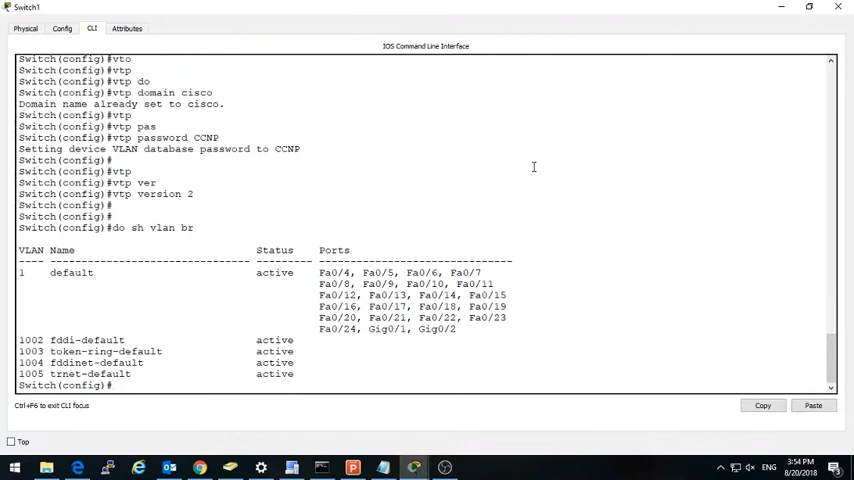 Switch1
Physical Config CLI Attributes
IOS Command Line Interface
Switch(config)#vto
Switch(config)#vtp
Switch(config)#vtp do
Switch(config)#vtp domain cisco
Domain name already set to cisco.
Switch(config)#vtp
Switch(config)#vtp pas
Switch(config)#vtp password CCNP
Setting device VLAN database password to CCNP
Switch(config)#
Switch(config)#vtp
Switch(config)#vtp ver
Switch(config)#vtp version 2
Switch(config)#
Switch(config)#
Switch(config)#do sh vlan br
VLAN Name Status Ports
---- -------------------------------- --------- -------------------------------
1 default active Fa0/4, Fa0/5, Fa0/6, Fa0/7
Fa0/8, Fa0/9, Fa0/10, Fa0/11
Fa0/12, Fa0/13, Fa0/14, Fa0/15
Fa0/16, Fa0/17, Fa0/18, Fa0/19
Fa0/20, Fa0/21, Fa0/22, Fa0/23
Fa0/24, Gig0/1, Gig0/2
1002 fddi-default active
1003 token-ring-default active
1004 fddinet-default active
1005 trnet-default active
Switch(config)#
Ctrl+F6 to exit CLI focus
Copy Paste
Top
ENG
3:54 PM
8/20/2018